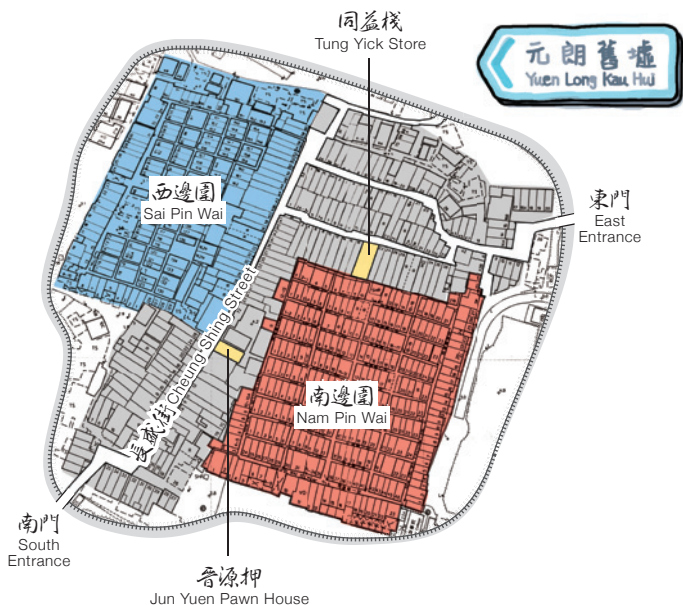 同益棧
Tung Yick Store
元朗舊墟
Yuen Long Kau Hui
西邊圍
Sai Pin Wai
東門
East
Entrance
長盛街 Cheung Shing Street
南邊圍
Nam Pin Wai
南門
South
Entrance
晉源押
Jun Yuen Pawn House